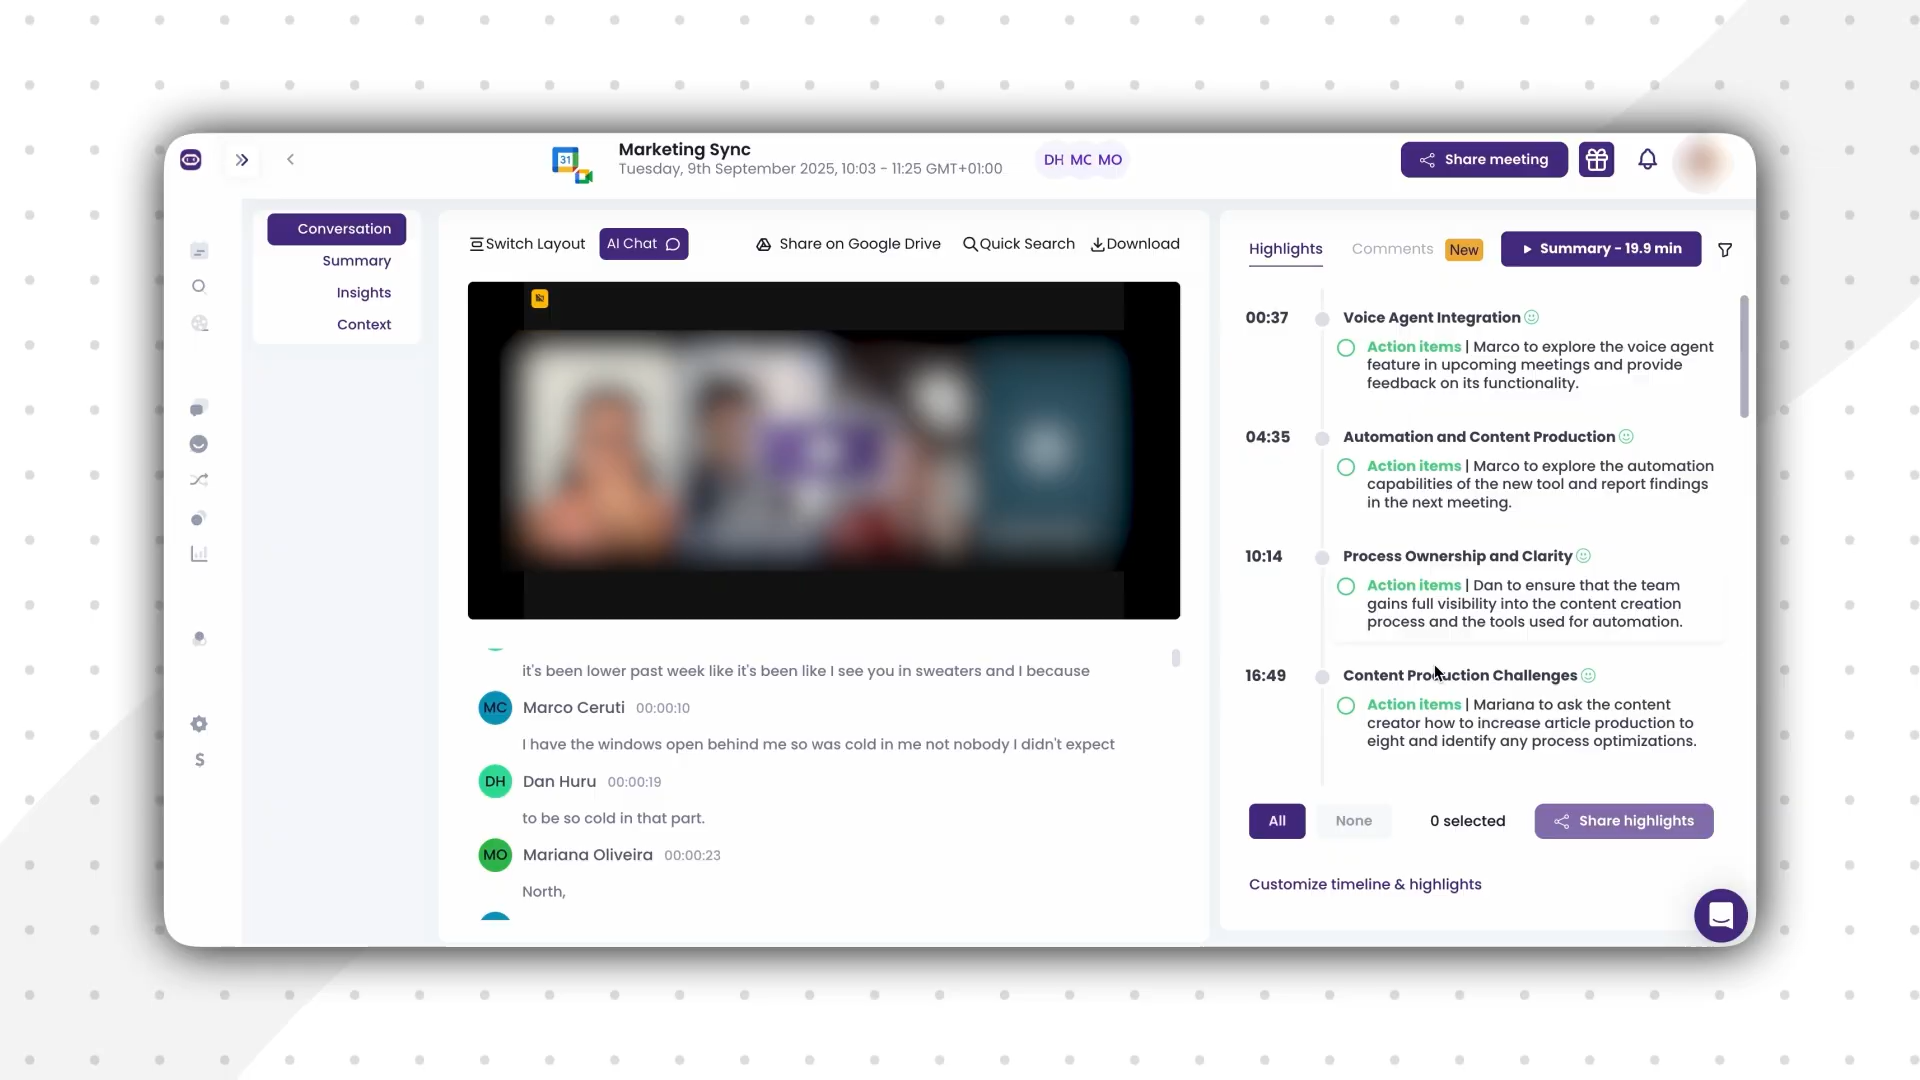 Marketing Sync
31
Tuesday, 9th September 2025, 10:03 - 11:25 GMT+01:00
DH MC MO
Share meeting
Conversation
Summary
Insights
Context
Switch Layout
AI Chat
Share on Google Drive
Quick Search
Download
it's been lower past week like it's been like I see you in sweaters and I because
MC Marco Ceruti 00:00:10
I have the windows open behind me so was cold in me not nobody I didn't expect
DH Dan Huru 00:00:19
to be so cold in that part.
MO Mariana Oliveira 00:00:23
North,
Highlights
Comments New
Summary - 19.9 min
00:37 Voice Agent Integration
Action items | Marco to explore the voice agent
feature in upcoming meetings and provide
feedback on its functionality.
04:35 Automation and Content Production
Action items | Marco to explore the automation
capabilities of the new tool and report findings
in the next meeting.
10:14 Process Ownership and Clarity
Action items | Dan to ensure that the team
gains full visibility into the content creation
process and the tools used for automation.
16:49 Content Production Challenges
Action items | Mariana to ask the content
creator how to increase article production to
eight and identify any process optimizations.
All
None
0 selected
Share highlights
Customize timeline & highlights
$